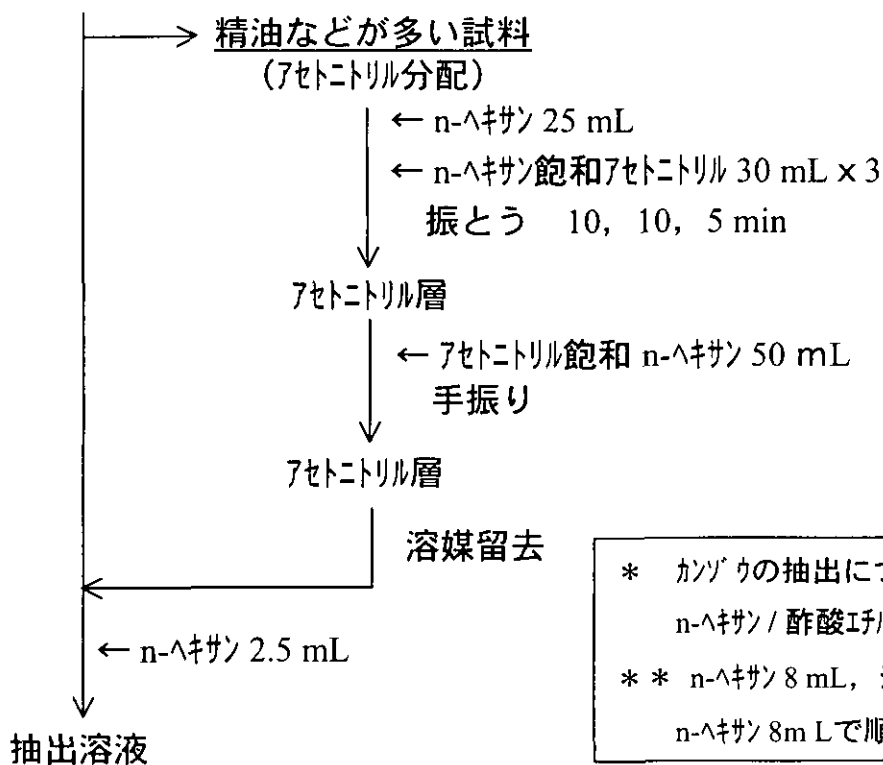 精油などが多い試料
(ｱｾﾄﾆﾄﾘﾙ分配)
← n-ﾍｷｻﾝ 25 mL
← n-ﾍｷｻﾝ飽和ｱｾﾄﾆﾄﾘﾙ 30 mL x 3
振とう 10, 10, 5 min
ｱｾﾄﾆﾄﾘﾙ層
← ｱｾﾄﾆﾄﾘﾙ飽和 n-ﾍｷｻﾝ 50 mL
手振り
ｱｾﾄﾆﾄﾘﾙ層
溶媒留去
← n-ﾍｷｻﾝ 2.5 mL
抽出溶液
* ｶﾝｿﾞｳの抽出に
n-ﾍｷｻﾝ / 酢酸ｴﾁﾙ
** n-ﾍｷｻﾝ 8 mL,
n-ﾍｷｻﾝ 8m Lで順